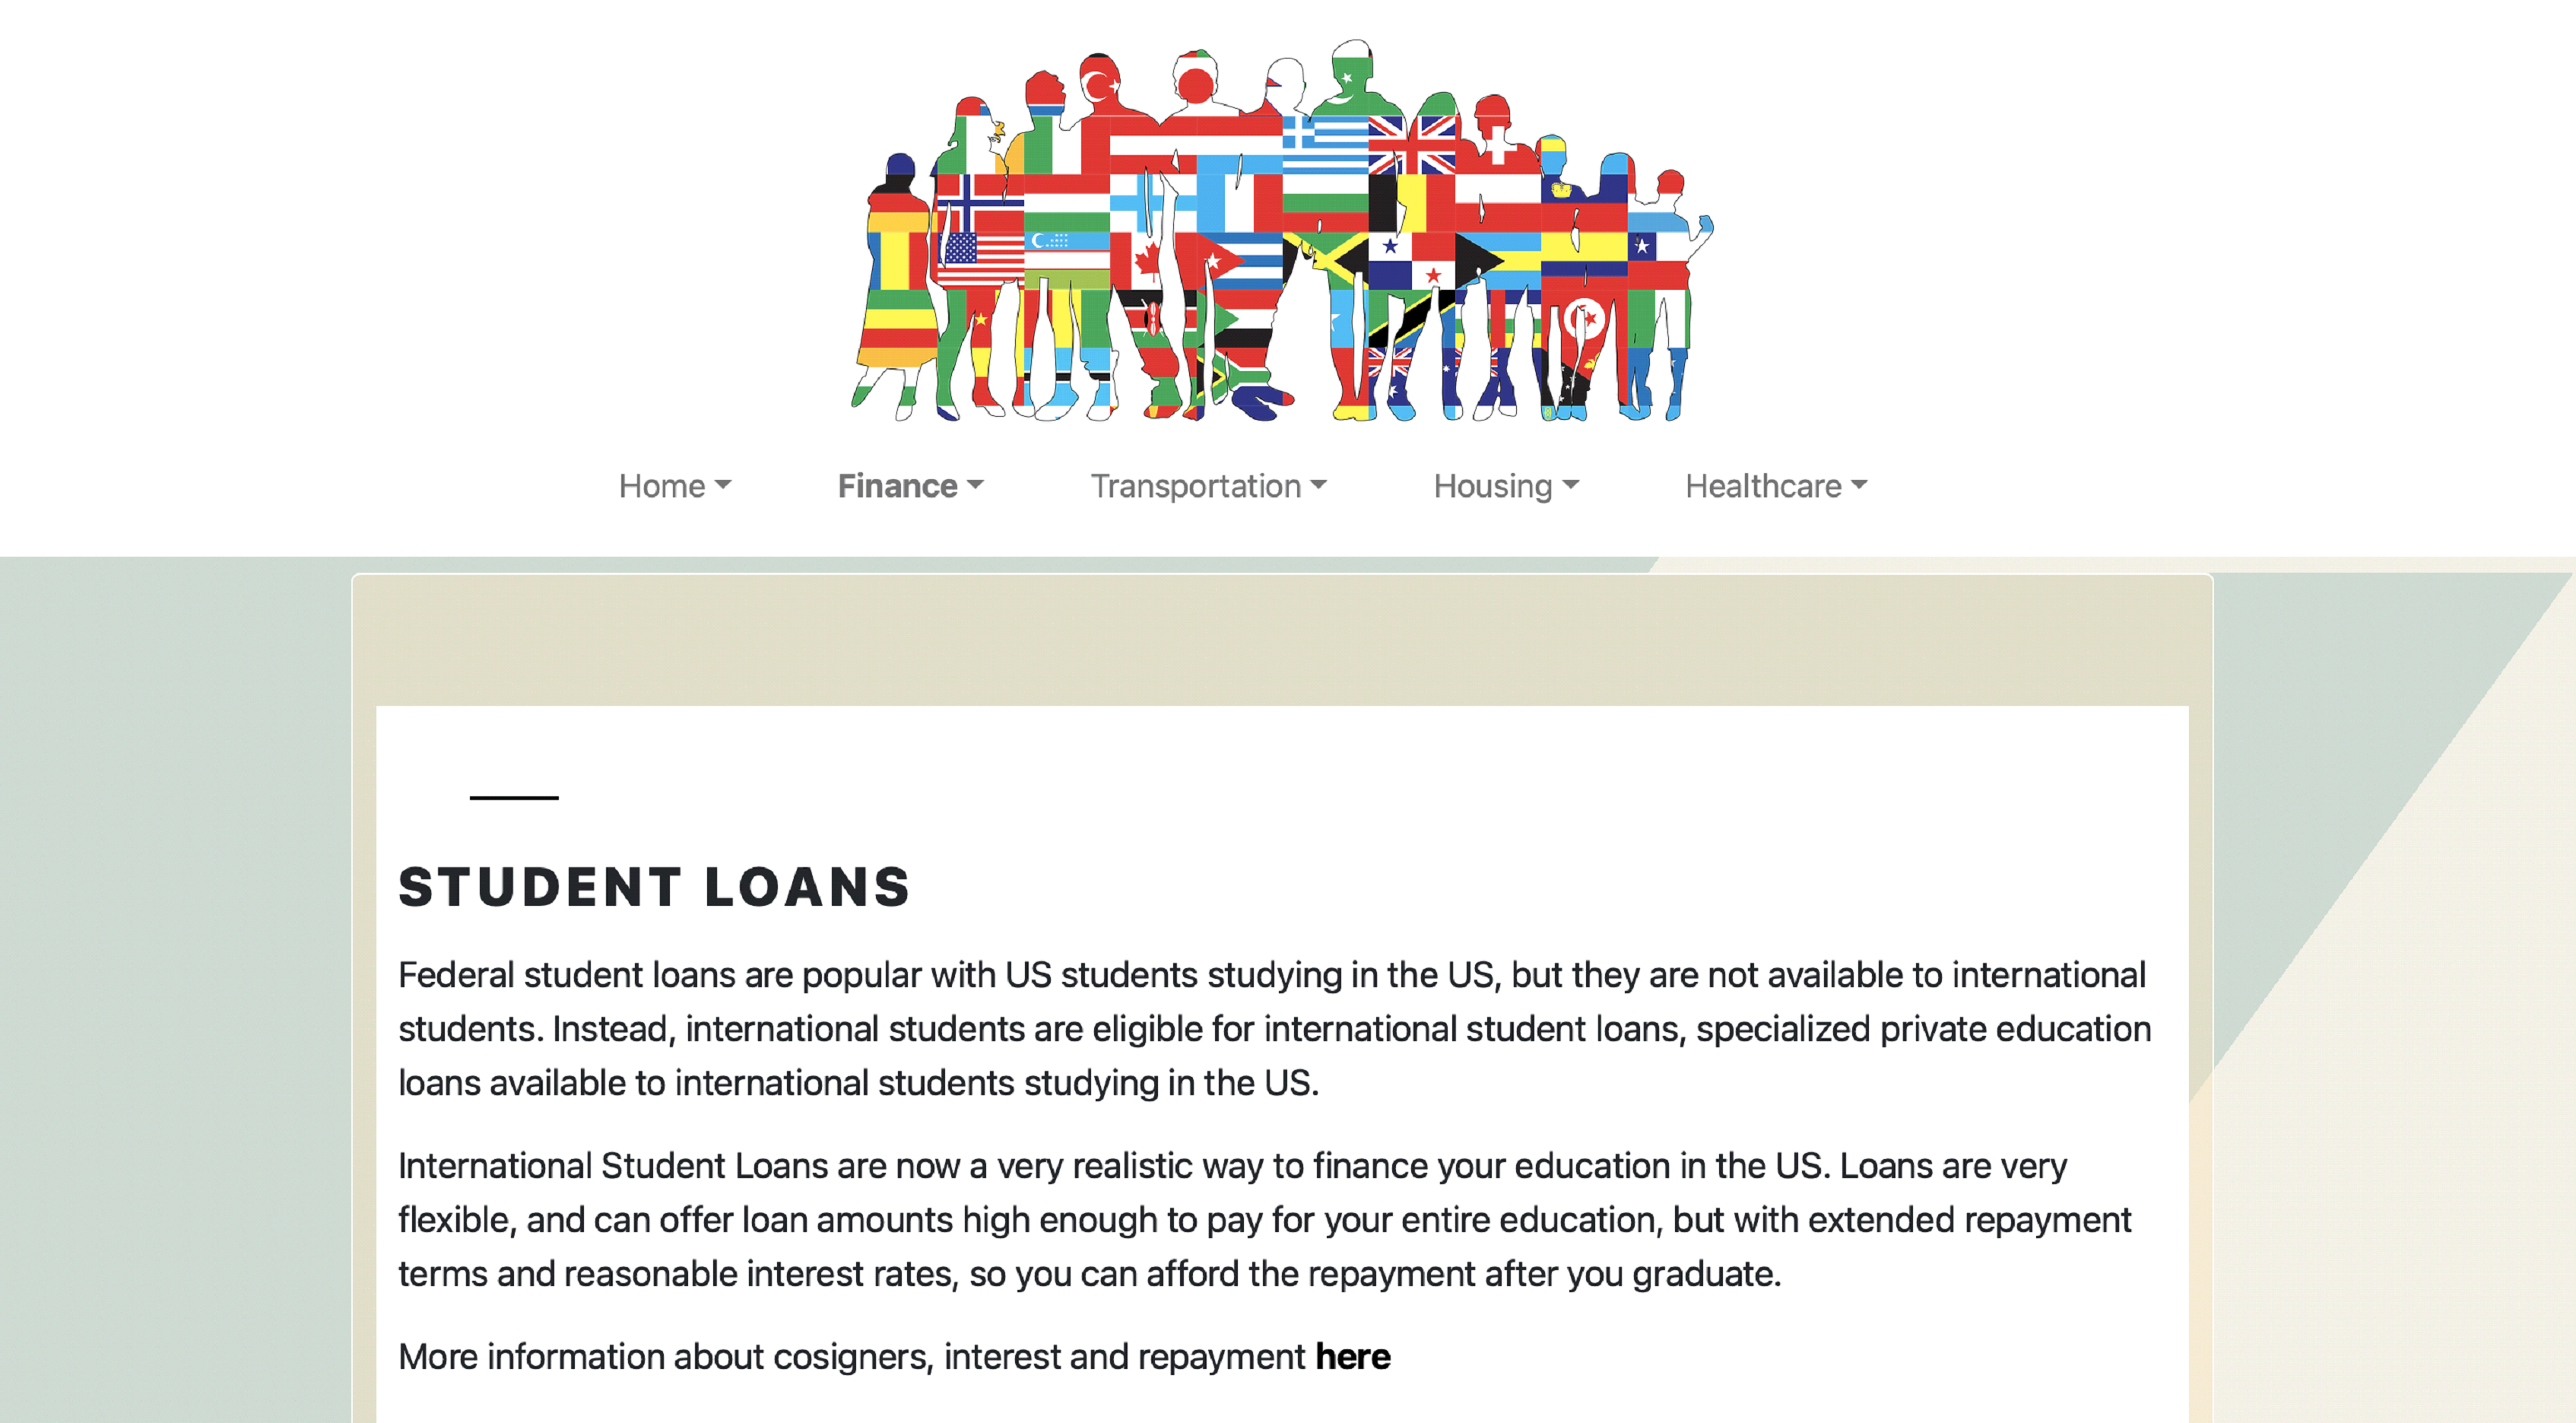 Home Finance Transportation Housing Healthcare
STUDENT LOANS
Federal student loans are popular with US students studying in the US, but they are not available to international
students. Instead, international students are eligible for international student loans, specialized private education
loans available to international students studying in the US.
International Student Loans are now a very realistic way to finance your education in the US. Loans are very
flexible, and can offer loan amounts high enough to pay for your entire education, but with extended repayment
terms and reasonable interest rates, so you can afford the repayment after you graduate.
More information about cosigners, interest and repayment here